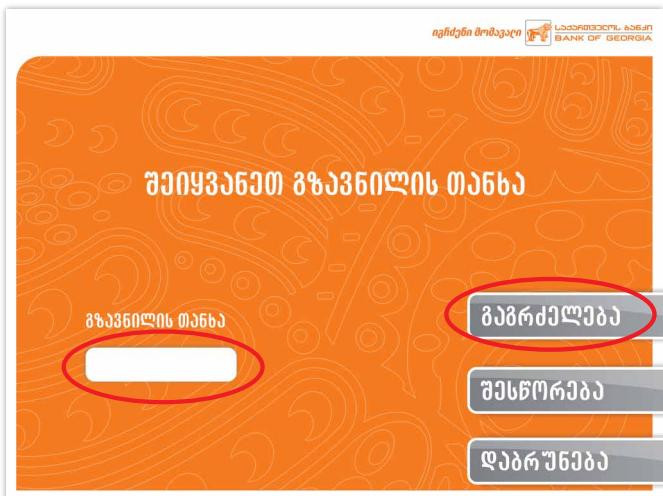 იგრძენი მომავალი
საქართველოს ბანკი
BANK OF GEORGIA
შეიყვანეთ გზავნილის თანხა
გზავნილის თანხა
გაგრძელება
შესწორება
დაბრუნება